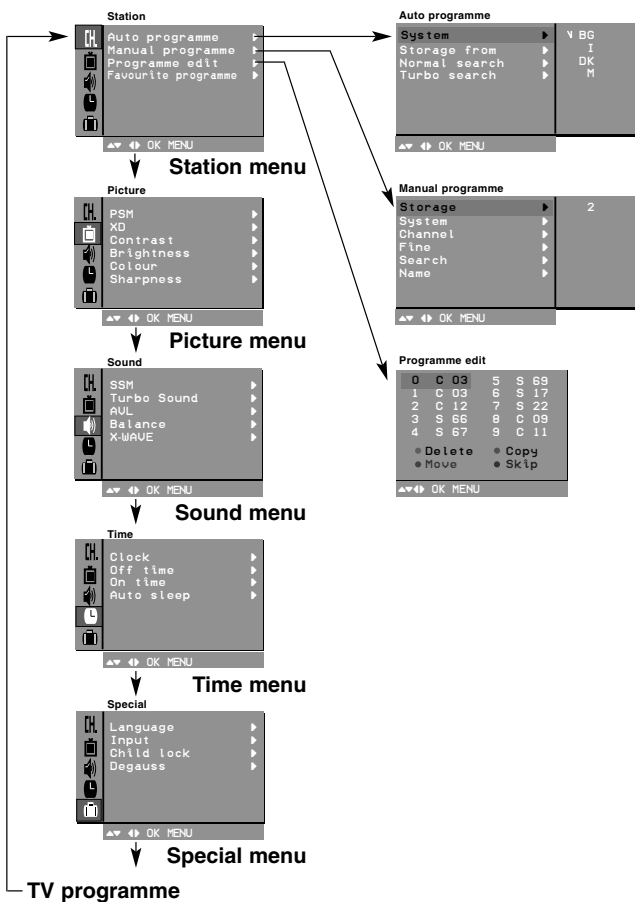 Station
CH.
Auto programme
Manual programme
Programme edit
Favourite programme
OK MENU
Station menu
Picture
CH.
PSM
XD
Contrast
Brightness
Colour
Sharpness
OK MENU
Picture menu
Sound
CH.
SSM
Turbo Sound
AVL
Balance
X-WAVE
OK MENU
Sound menu
Time
CH.
Clock
Off time
On time
Auto sleep
OK MENU
Time menu
Special
CH.
Language
Input
Child lock
Degauss
OK MENU
Special menu
TV programme
Auto programme
System BG
Storage from I
Normal search DK
Turbo search M
OK MENU
Manual programme
Storage 2
System
Channel
Fine
Search
Name
OK MENU
Programme edit
0 C 03 5 S 69
1 C 03 6 S 17
2 C 12 7 S 22
3 S 66 8 C 09
4 S 67 9 C 11
Delete Copy
Move Skip
OK MENU